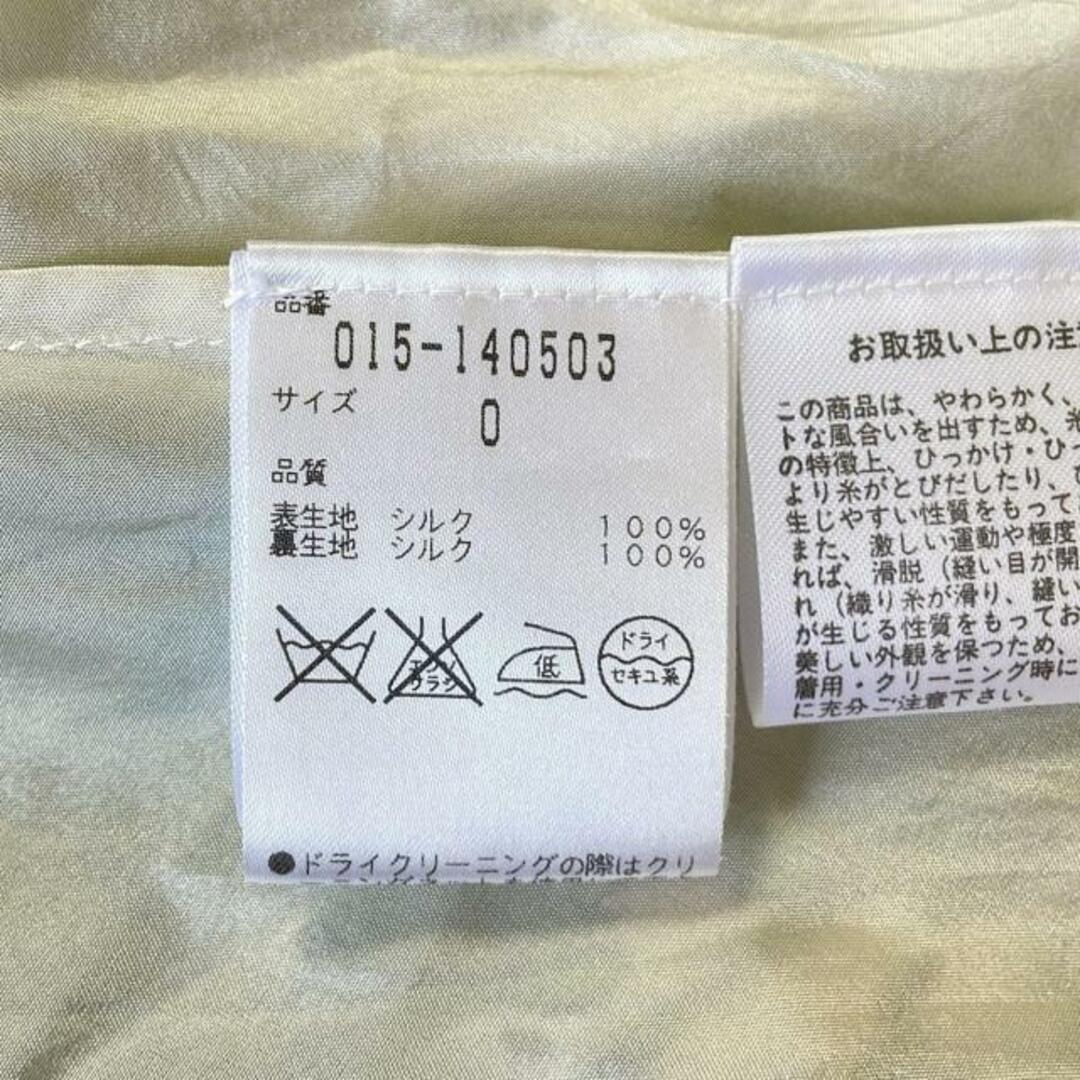 品番
015-140503
サイズ
0
品質
表生地 シルク 100%
裏生地 シルク 100%
エンソ
サラシ
低
ドライ
セキユ系
●ドライクリーニングの際はクリ
お取扱い上の注
この商品は、やわらかく、
トな風合いを出すため、糸
の特徴上、ひっかけ・ひっ
より糸がとびだしたり、
生じやすい性質をもって
また、激しい運動や極度
れば、滑脱(縫い目が開
れ(織り糸が滑り、縫い
が生じる性質をもってお
美しい外観を保つため、
着用・クリーニング時に
に充分ご注意下さい。